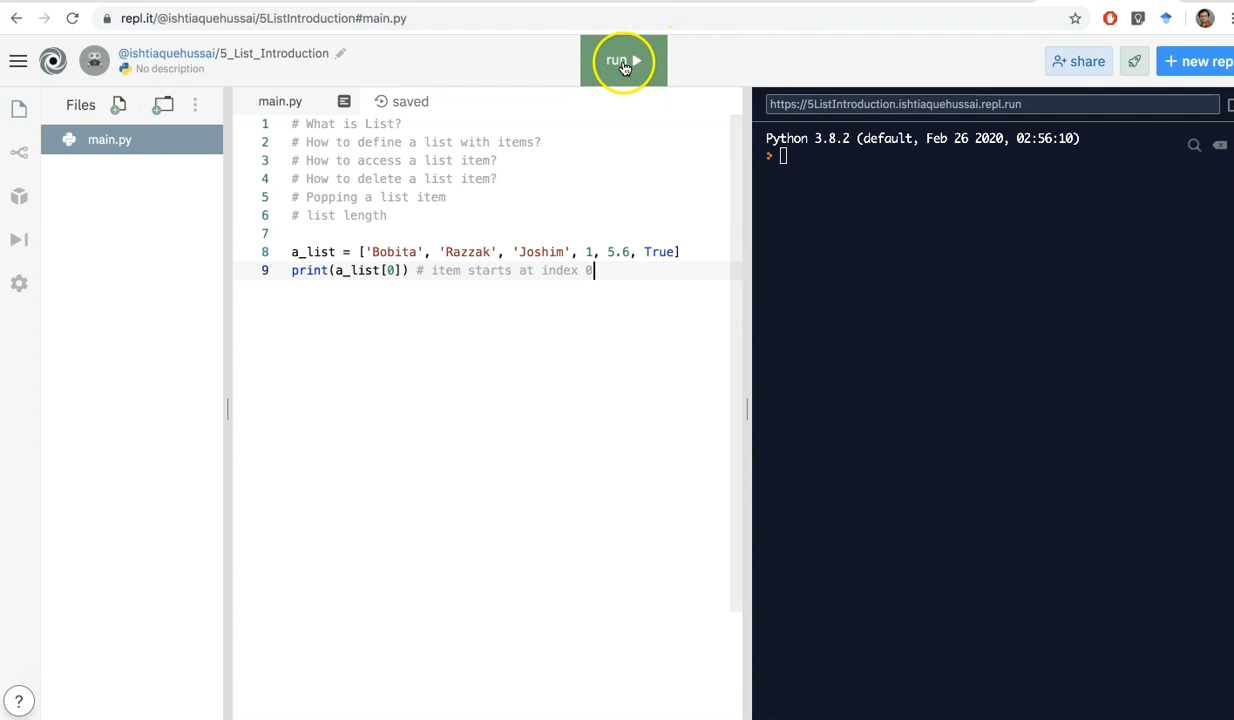 repl.it/@ishtiaquehussai/5ListIntroduction#main.py
@ishtiaquehussai/5_List_Introduction
No description
run
share
+ new rep
Files
main.py
main.py
saved
1 # What is List?
2 # How to define a list with items?
3 # How to access a list item?
4 # How to delete a list item?
5 # Popping a list item
6 # list length
7
8 a_list = ['Bobita', 'Razzak', 'Joshim', 1, 5.6, True]
9 print(a_list[0]) # item starts at index 0
https://5ListIntroduction.ishtiaquehussai.repl.run
Python 3.8.2 (default, Feb 26 2020, 02:56:10)
>
?